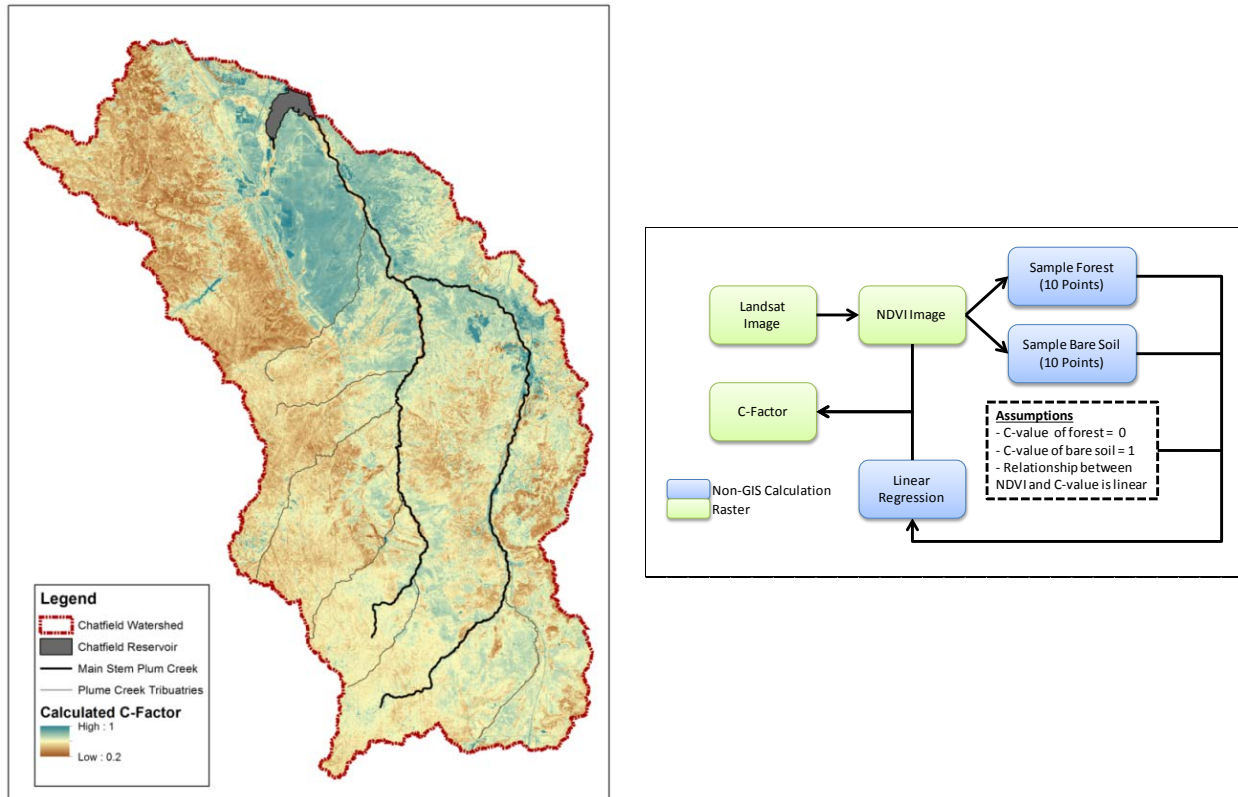 Legend
Chatfield Watershed
Chatfield Reservoir
Main Stem Plum Creek
Plume Creek Tribuatries
Calculated C-Factor
High : 1
Low : 0.2
Landsat
Image
NDVI Image
Sample Forest
(10 Points)
Sample Bare Soil
(10 Points)
C-Factor
Assumptions
- C-value of forest = 0
- C-value of bare soil = 1
- Relationship between
NDVI and C-value is linear
Linear
Regression
Non-GIS Calculation
Raster